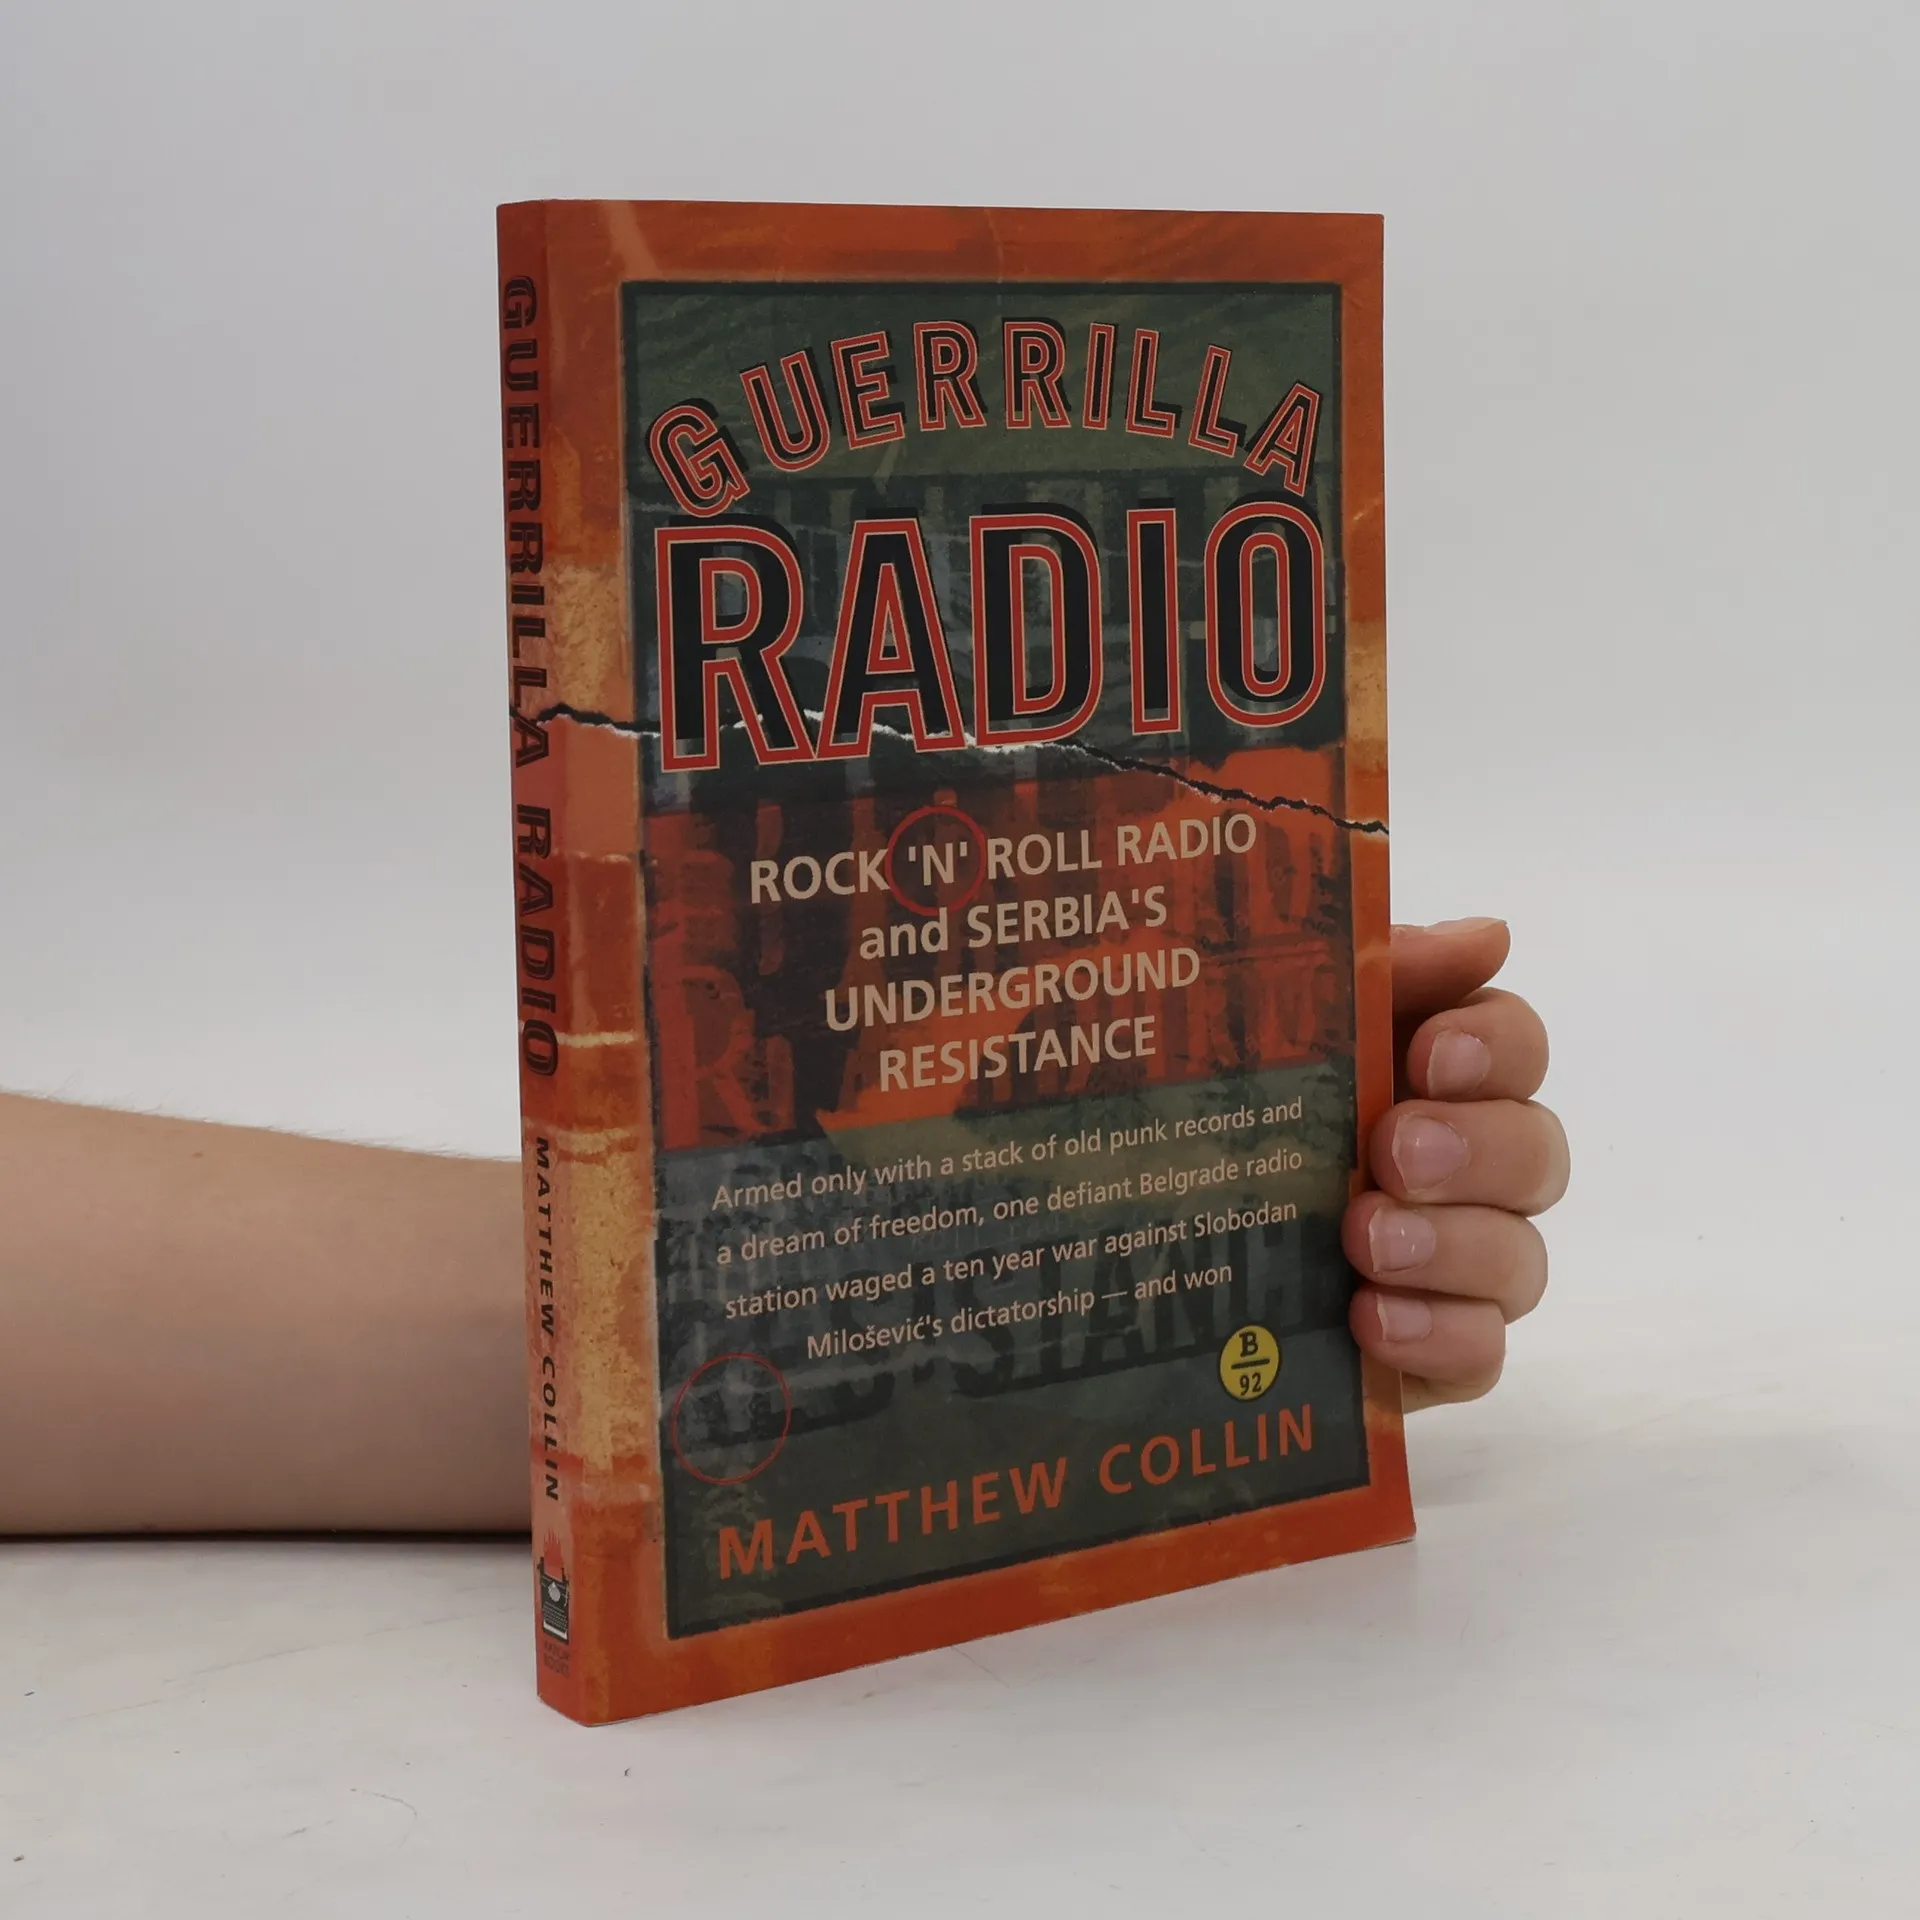 GUERRILLA RADIO
MATTHEW COLLIN
GUERRILLA
RADIO
ROCK 'N' ROLL RADIO
and SERBIA'S
UNDERGROUND
RESISTANCE
Armed only with a stack of old punk records and
a dream of freedom, one defiant Belgrade radio
station waged a ten year war against Slobodan
Milošević's dictatorship — and won
B
92
MATTHEW COLLIN